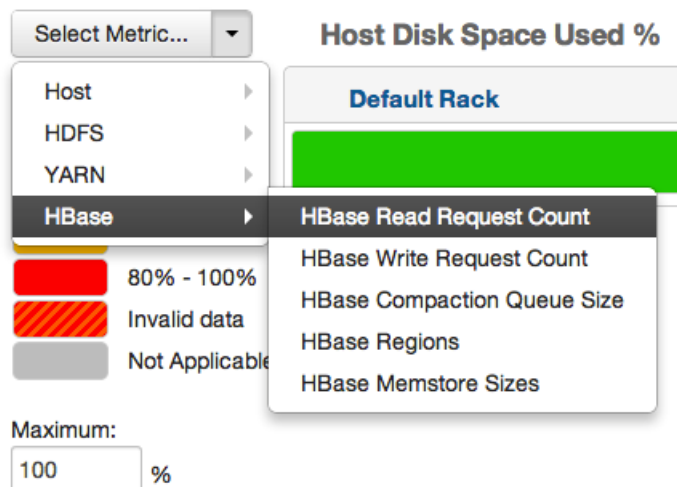 Select Metric...
Host Disk Space Used %
Host
HDFS
YARN
HBase
Default Rack
HBase Read Request Count
HBase Write Request Count
HBase Compaction Queue Size
HBase Regions
HBase Memstore Sizes
80% - 100%
Invalid data
Not Applicable
Maximum:
100 %